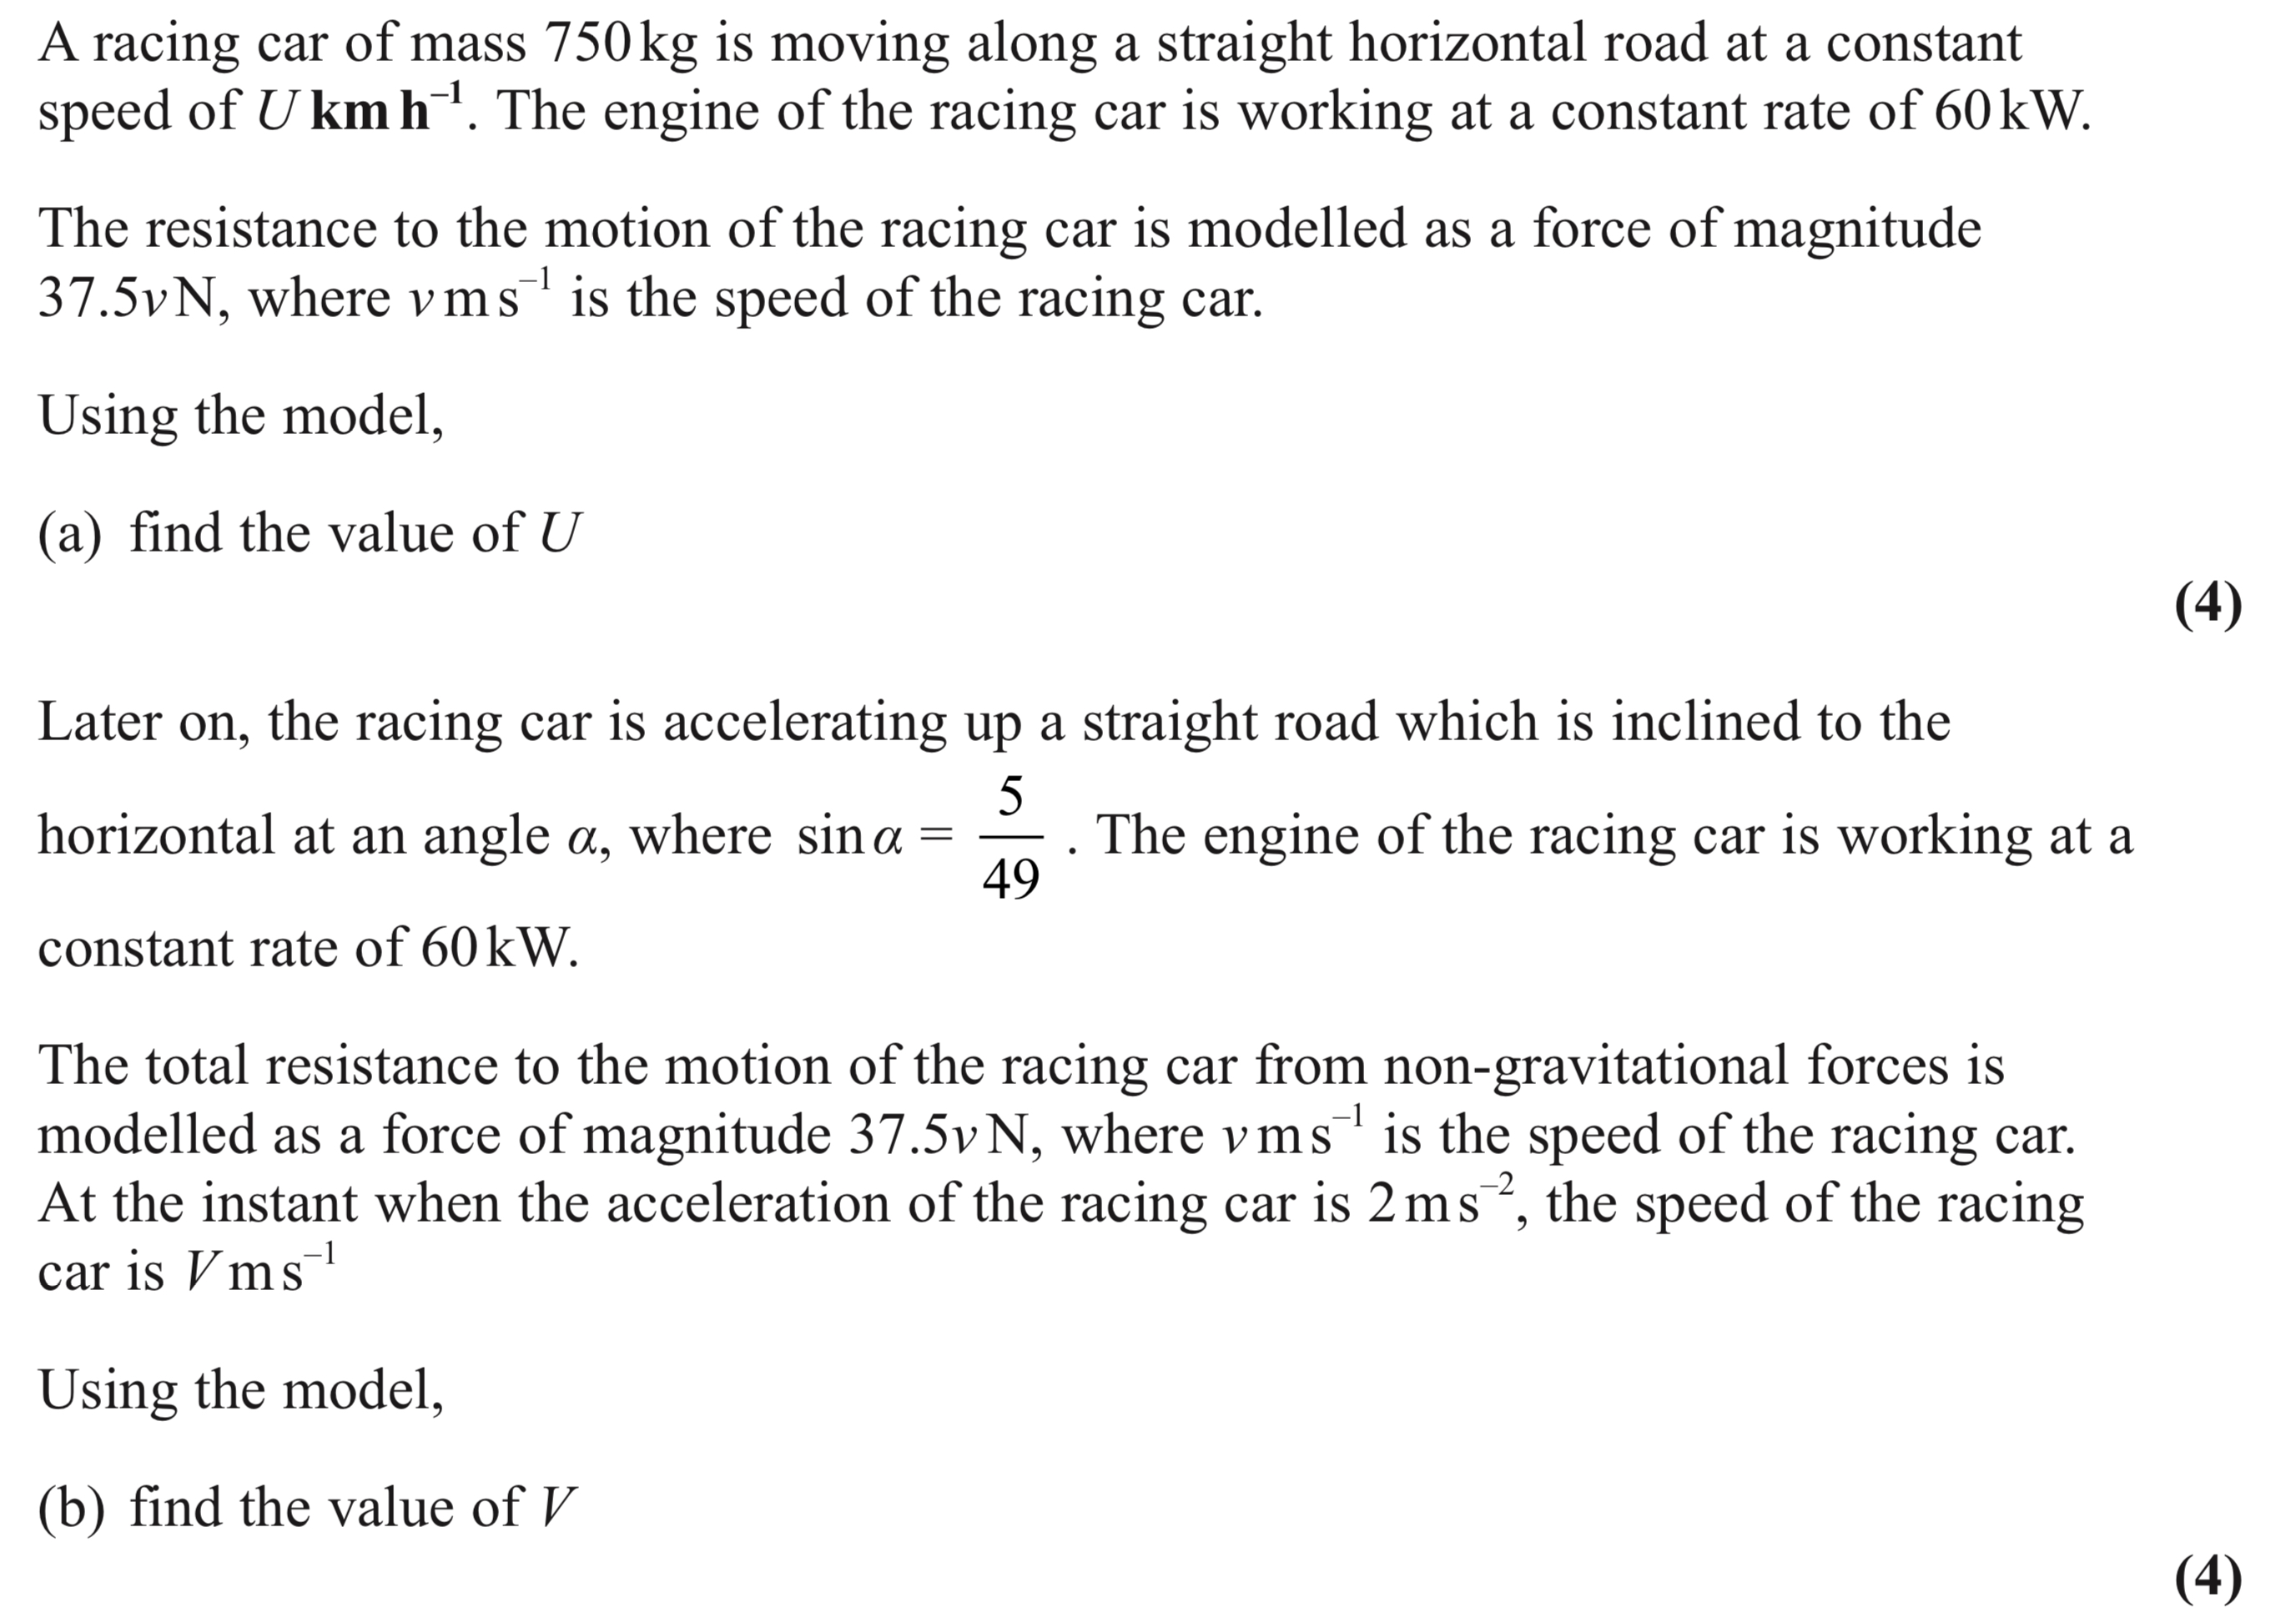 A racing car of mass 750 kg is moving along a straight horizontal road at a constant
speed of U km h⁻¹. The engine of the racing car is working at a constant rate of 60 kW.
The resistance to the motion of the racing car is modelled as a force of magnitude
37.5v N, where v m s⁻¹ is the speed of the racing car.
Using the model,
(a) find the value of U
(4)
Later on, the racing car is accelerating up a straight road which is inclined to the
horizontal at an angle α, where sin α = 5/49 . The engine of the racing car is working at a
constant rate of 60 kW.
The total resistance to the motion of the racing car from non-gravitational forces is
modelled as a force of magnitude 37.5v N, where v m s⁻¹ is the speed of the racing car.
At the instant when the acceleration of the racing car is 2 m s⁻², the speed of the racing
car is V m s⁻¹
Using the model,
(b) find the value of V
(4)